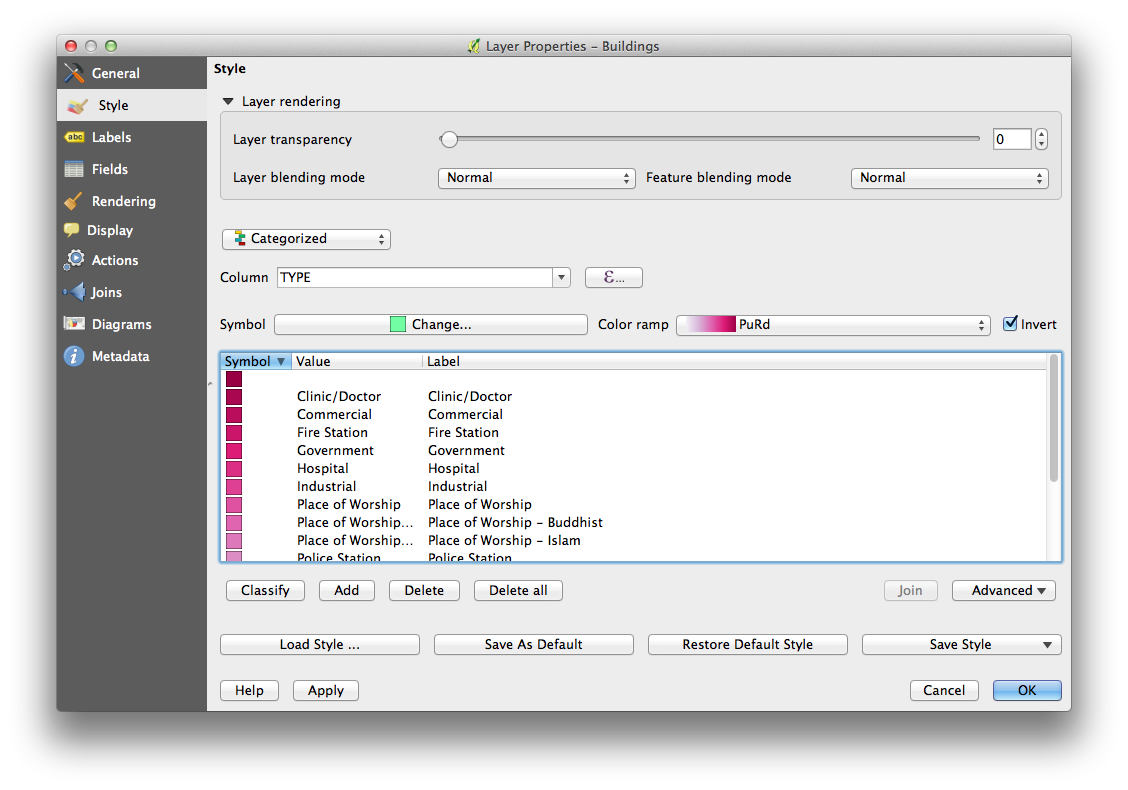 Layer Properties – Buildings
General
Style
Labels
Fields
Rendering
Display
Actions
Joins
Diagrams
Metadata
Style
Layer rendering
Layer transparency 0
Layer blending mode Normal Feature blending mode Normal
Categorized
Column TYPE ε...
Symbol Change... Color ramp PuRd Invert
Symbol Value Label
Clinic/Doctor Clinic/Doctor
Commercial Commercial
Fire Station Fire Station
Government Government
Hospital Hospital
Industrial Industrial
Place of Worship Place of Worship
Place of Worship... Place of Worship – Buddhist
Place of Worship... Place of Worship – Islam
Police Station Police Station
Classify Add Delete Delete all Join Advanced
Load Style ... Save As Default Restore Default Style Save Style
Help Apply Cancel OK